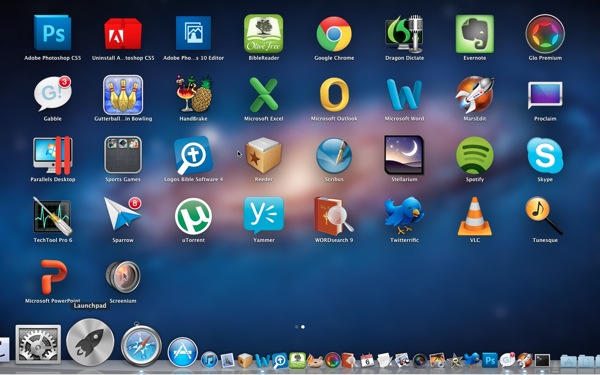 Ps
Adobe Photoshop CS5
Uninstall A...toshop CS5
Adobe Pho...s 10 Editor
Olive Tree
BibleReader
Google Chrome
Dragon Dictate
Evernote
Glo Premium
G!
3
Gabble
Gutterball...in Bowling
HandBrake
Microsoft Excel
Microsoft Outlook
Microsoft Word
MarsEdit
Proclaim
Parallels Desktop
Sports Games
Logos Bible Software 4
Reeder
Scribus
Stellarium
Spotify
Skype
TechTool Pro 6
8
Sparrow
uTorrent
Yammer
WORDsearch 9
Twitterrific
VLC
Tunesque
Microsoft PowerPoint
Screenium
Launchpad